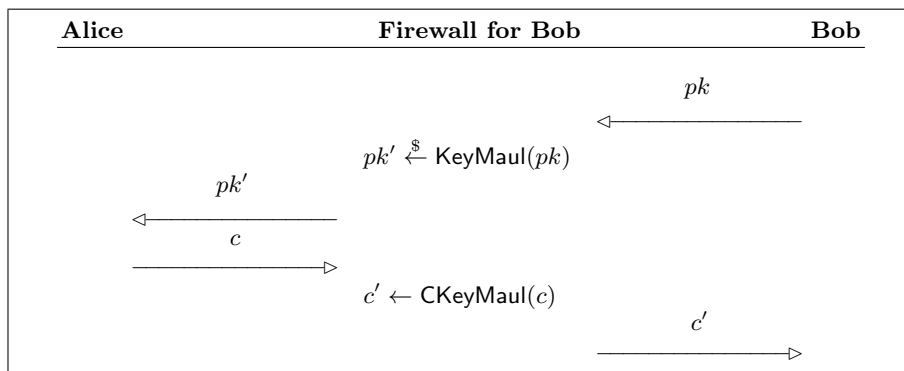 Alice Firewall for Bob Bob
pk
pk′ ←$ KeyMaul(pk)
pk′
c
c′ ← CKeyMaul(c)
c′